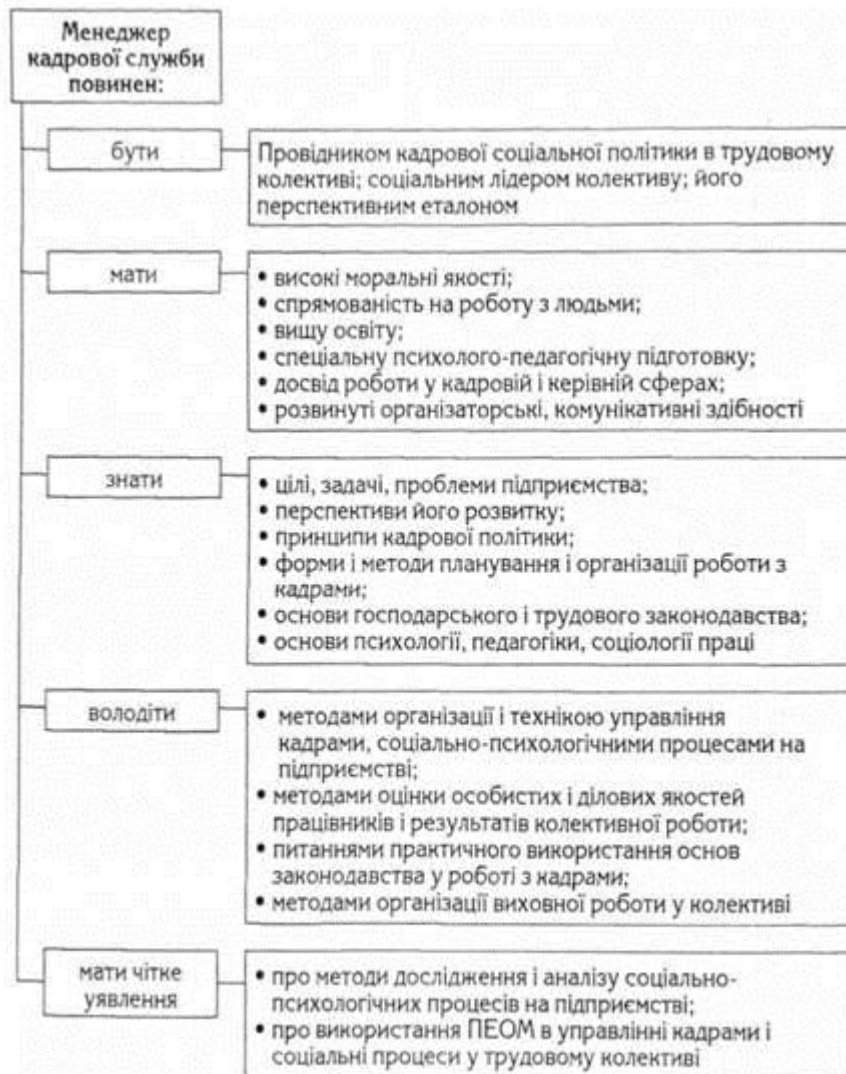 Менеджер
кадрової служби
повинен:
бути
Провідником кадрової соціальної політики в трудовому
колективі; соціальним лідером колективу; його
перспективним еталоном
мати
• високі моральні якості;
• спрямованість на роботу з людьми;
• вищу освіту;
• спеціальну психолого-педагогічну підготовку;
• досвід роботи у кадровій і керівній сферах;
• розвинуті організаторські, комунікативні здібності
знати
• цілі, задачі, проблеми підприємства;
• перспективи його розвитку;
• принципи кадрової політики;
• форми і методи планування і організації роботи з
кадрами;
• основи господарського і трудового законодавства;
• основи психології, педагогіки, соціології праці
володіти
• методами організації і технікою управління
кадрами, соціально-психологічними процесами на
підприємстві;
• методами оцінки особистих і ділових якостей
працівників і результатів колективної роботи;
• питаннями практичного використання основ
законодавства у роботі з кадрами;
• методами організації виховної роботи у колективі
мати чітке
уявлення
• про методи дослідження і аналізу соціально-
психологічних процесів на підприємстві;
• про використання ПЕОМ в управлінні кадрами і
соціальні процеси у трудовому колективі